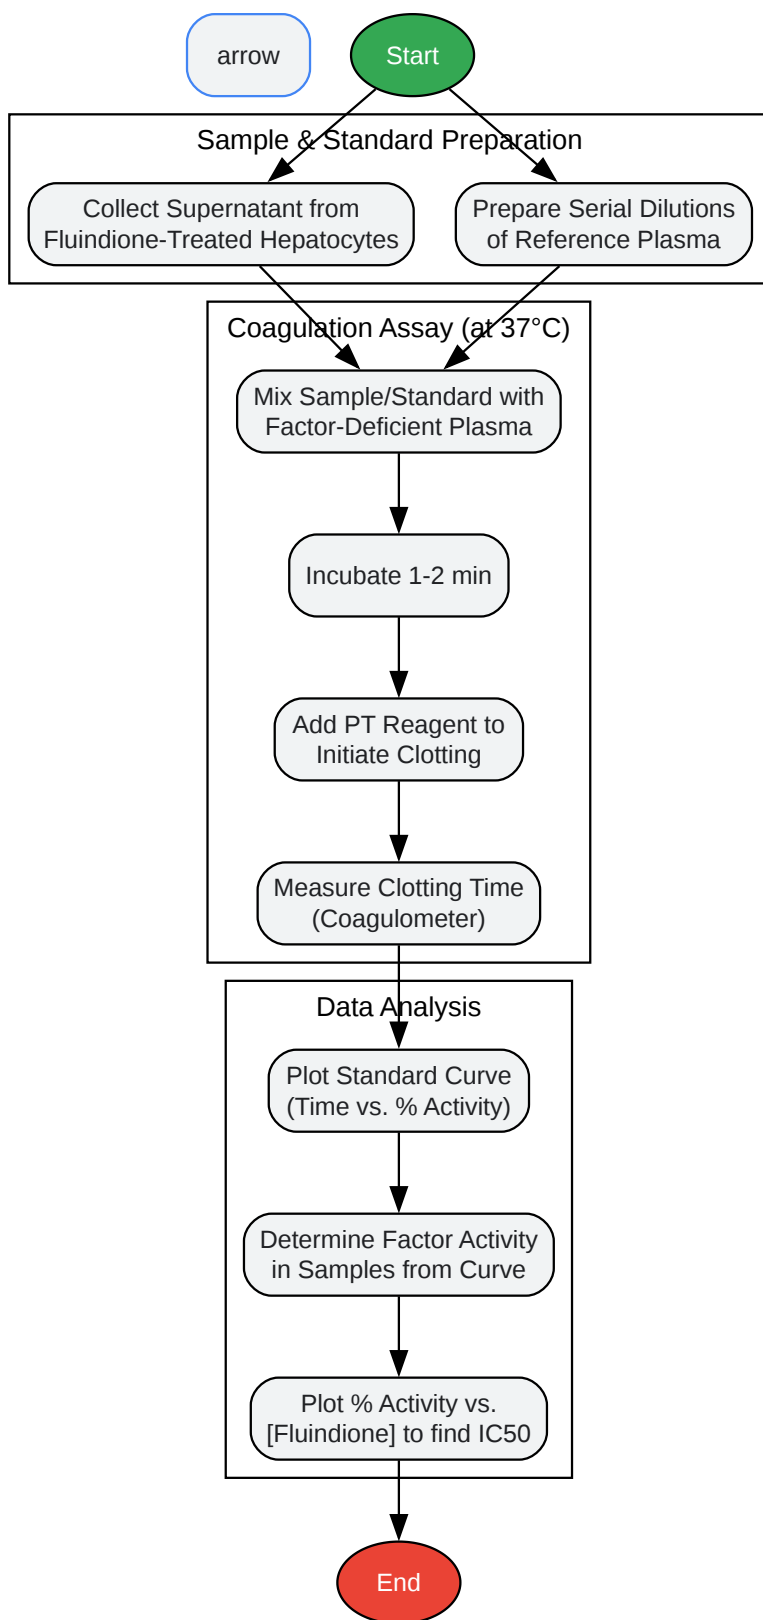 arrow
Start
Sample & Standard Preparation
Collect Supernatant from
Fluindione-Treated Hepatocytes
Prepare Serial Dilutions
of Reference Plasma
Coagulation Assay (at 37°C)
Mix Sample/Standard with
Factor-Deficient Plasma
Incubate 1-2 min
Add PT Reagent to
Initiate Clotting
Measure Clotting Time
(Coagulometer)
Data Analysis
Plot Standard Curve
(Time vs. % Activity)
Determine Factor Activity
in Samples from Curve
Plot % Activity vs.
[Fluindione] to find IC50
End